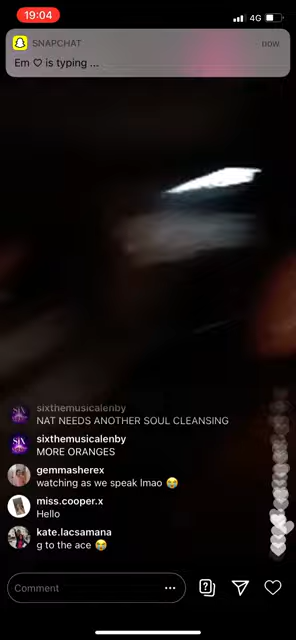 19:04
4G
SNAPCHAT
now
Em ♡ is typing ...
sixthemusicalenby
NAT NEEDS ANOTHER SOUL CLEANSING
sixthemusicalenby
MORE ORANGES
gemmasherex
watching as we speak lmao 😭
miss.cooper.x
Hello
kate.lacsamana
g to the ace 😭
Comment